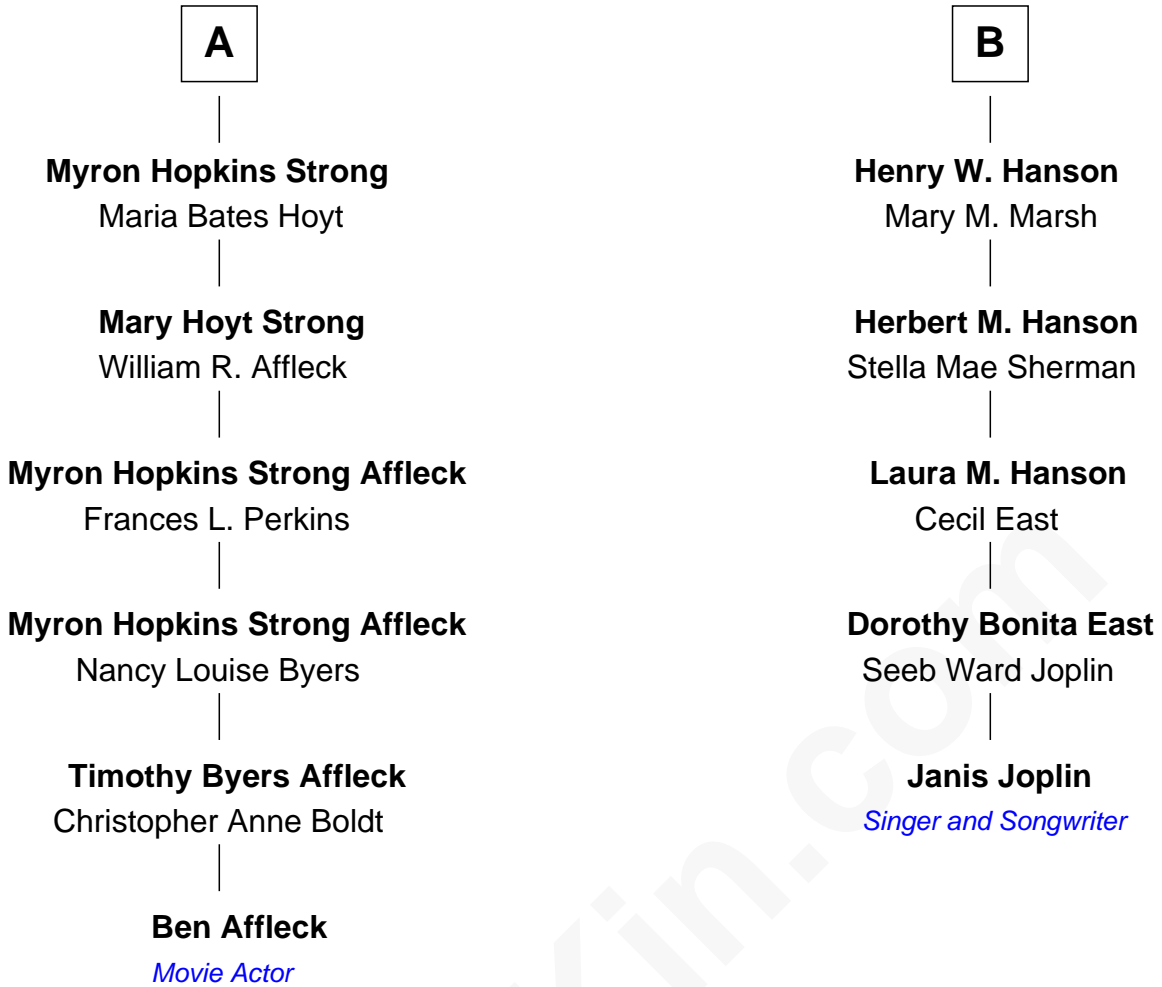 A
Myron Hopkins Strong
Maria Bates Hoyt
Mary Hoyt Strong
William R. Affleck
Myron Hopkins Strong Affleck
Frances L. Perkins
Myron Hopkins Strong Affleck
Nancy Louise Byers
Timothy Byers Affleck
Christopher Anne Boldt
Ben Affleck
Movie Actor
B
Henry W. Hanson
Mary M. Marsh
Herbert M. Hanson
Stella Mae Sherman
Laura M. Hanson
Cecil East
Dorothy Bonita East
Seeb Ward Joplin
Janis Joplin
Singer and Songwriter